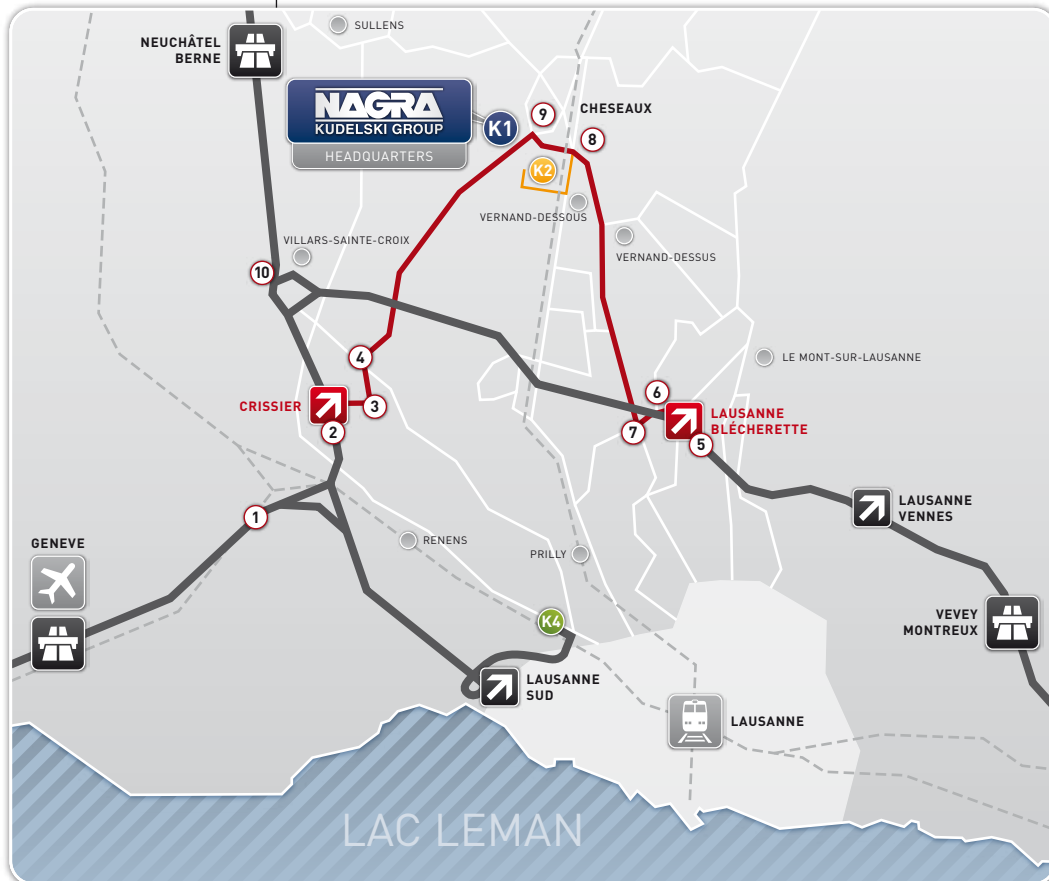 SULLENS
NEUCHÂTEL
BERNE
NAGRA
KUDELSKI GROUP
HEADQUARTERS
K1
9
CHESEAUX
8
K2
VERNAND-DESSOUS
VERNAND-DESSUS
VILLARS-SAINTE-CROIX
10
4
LE MONT-SUR-LAUSANNE
CRISSIER
3
2
6
7
LAUSANNE
BLÉCHERETTE
5
1
LAUSANNE
VENNES
RENENS
PRILLY
GENEVE
K4
VEVEY
MONTREUX
LAUSANNE
SUD
LAUSANNE
LAC LEMAN